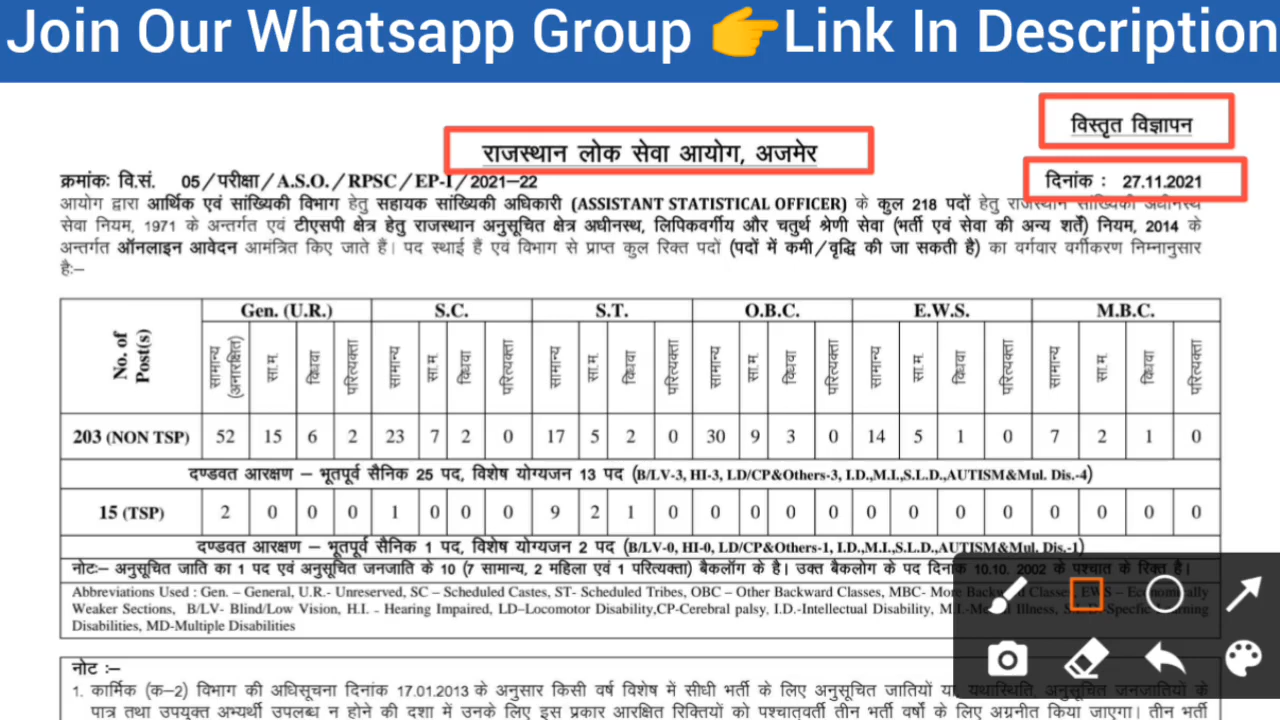 Join Our Whatsapp Group 👉Link In Description
विस्तृत विज्ञापन
राजस्थान लोक सेवा आयोग, अजमेर
क्रमांकः वि.सं. 05/परीक्षा/A.S.O./RPSC/EP-I/2021-22
दिनांक : 27.11.2021
आयोग द्वारा आर्थिक एवं सांख्यिकी विभाग हेतु सहायक सांख्यिकी अधिकारी (ASSISTANT STATISTICAL OFFICER) के कुल 218 पदों हेतु राजस्थान सांख्यिकी अधीनस्थ
सेवा नियम, 1971 के अन्तर्गत एवं टीएसपी क्षेत्र हेतु राजस्थान अनुसूचित क्षेत्र अधीनस्थ, लिपिकवर्गीय और चतुर्थ श्रेणी सेवा (भर्ती एवं सेवा की अन्य शर्तें) नियम, 2014 के
अन्तर्गत ऑनलाइन आवेदन आमंत्रित किए जाते हैं। पद स्थाई हैं एवं विभाग से प्राप्त कुल रिक्त पदों (पदों में कमी/वृद्धि की जा सकती है) का वर्गवार वर्गीकरण निम्नानुसार
है:–
No. of Post(s) Gen. (U.R.) S.C. S.T. O.B.C. E.W.S. M.B.C.
सामान्य (अनारक्षित) सा.म. विधवा परित्यक्ता सामान्य सा.म. विधवा परित्यक्ता सामान्य सा.म. विधवा परित्यक्ता सामान्य सा.म. विधवा परित्यक्ता सामान्य सा.म. विधवा परित्यक्ता सामान्य सा.म. विधवा परित्यक्ता
203 (NON TSP) 52 15 6 2 23 7 2 0 17 5 2 0 30 9 3 0 14 5 1 0 7 2 1 0
दण्डवत आरक्षण – भूतपूर्व सैनिक 25 पद, विशेष योग्यजन 13 पद (B/LV-3, HI-3, LD/CP&Others-3, I.D.,M.I.,S.L.D.,AUTISM&Mul. Dis.-4)
15 (TSP) 2 0 0 0 1 0 0 0 9 2 1 0 0 0 0 0 0 0 0 0 0 0 0 0
दण्डवत आरक्षण – भूतपूर्व सैनिक 1 पद, विशेष योग्यजन 2 पद (B/LV-0, HI-0, LD/CP&Others-1, I.D.,M.I.,S.L.D.,AUTISM&Mul. Dis.-1)
नोटः- अनुसूचित जाति का 1 पद एवं अनुसूचित जनजाति के 10 (7 सामान्य, 2 महिला एवं 1 परित्यक्ता) बैकलॉग के है। उक्त बैकलोग के पद दिनांक 10.10. 2002 के पश्चात के रिक्त है।
Abbreviations Used : Gen. – General, U.R.- Unreserved, SC – Scheduled Castes, ST- Scheduled Tribes, OBC – Other Backward Classes, MBC- More Backward Classes, EWS – Economically
Weaker Sections, B/LV- Blind/Low Vision, H.I. - Hearing Impaired, LD–Locomotor Disability,CP-Cerebral palsy, I.D.-Intellectual Disability, M.I.-Mental Illness,
Disabilities, MD-Multiple Disabilities
नोट :–
1. कार्मिक (क-2) विभाग की अधिसूचना दिनांक 17.01.2013 के अनुसार किसी वर्ष विशेष में सीधी भर्ती के लिए अनुसूचित जातियों या, यथास्थिति, अनुसूचित जनजातियों के
पात्र तथा उपयुक्त अभ्यर्थी उपलब्ध न होने की दशा में उनके लिए इस प्रकार आरक्षित रिक्तियों को पश्चातवर्ती तीन भर्ती वर्षों के लिए अग्रनीत किया जाएगा। तीन भर्ती